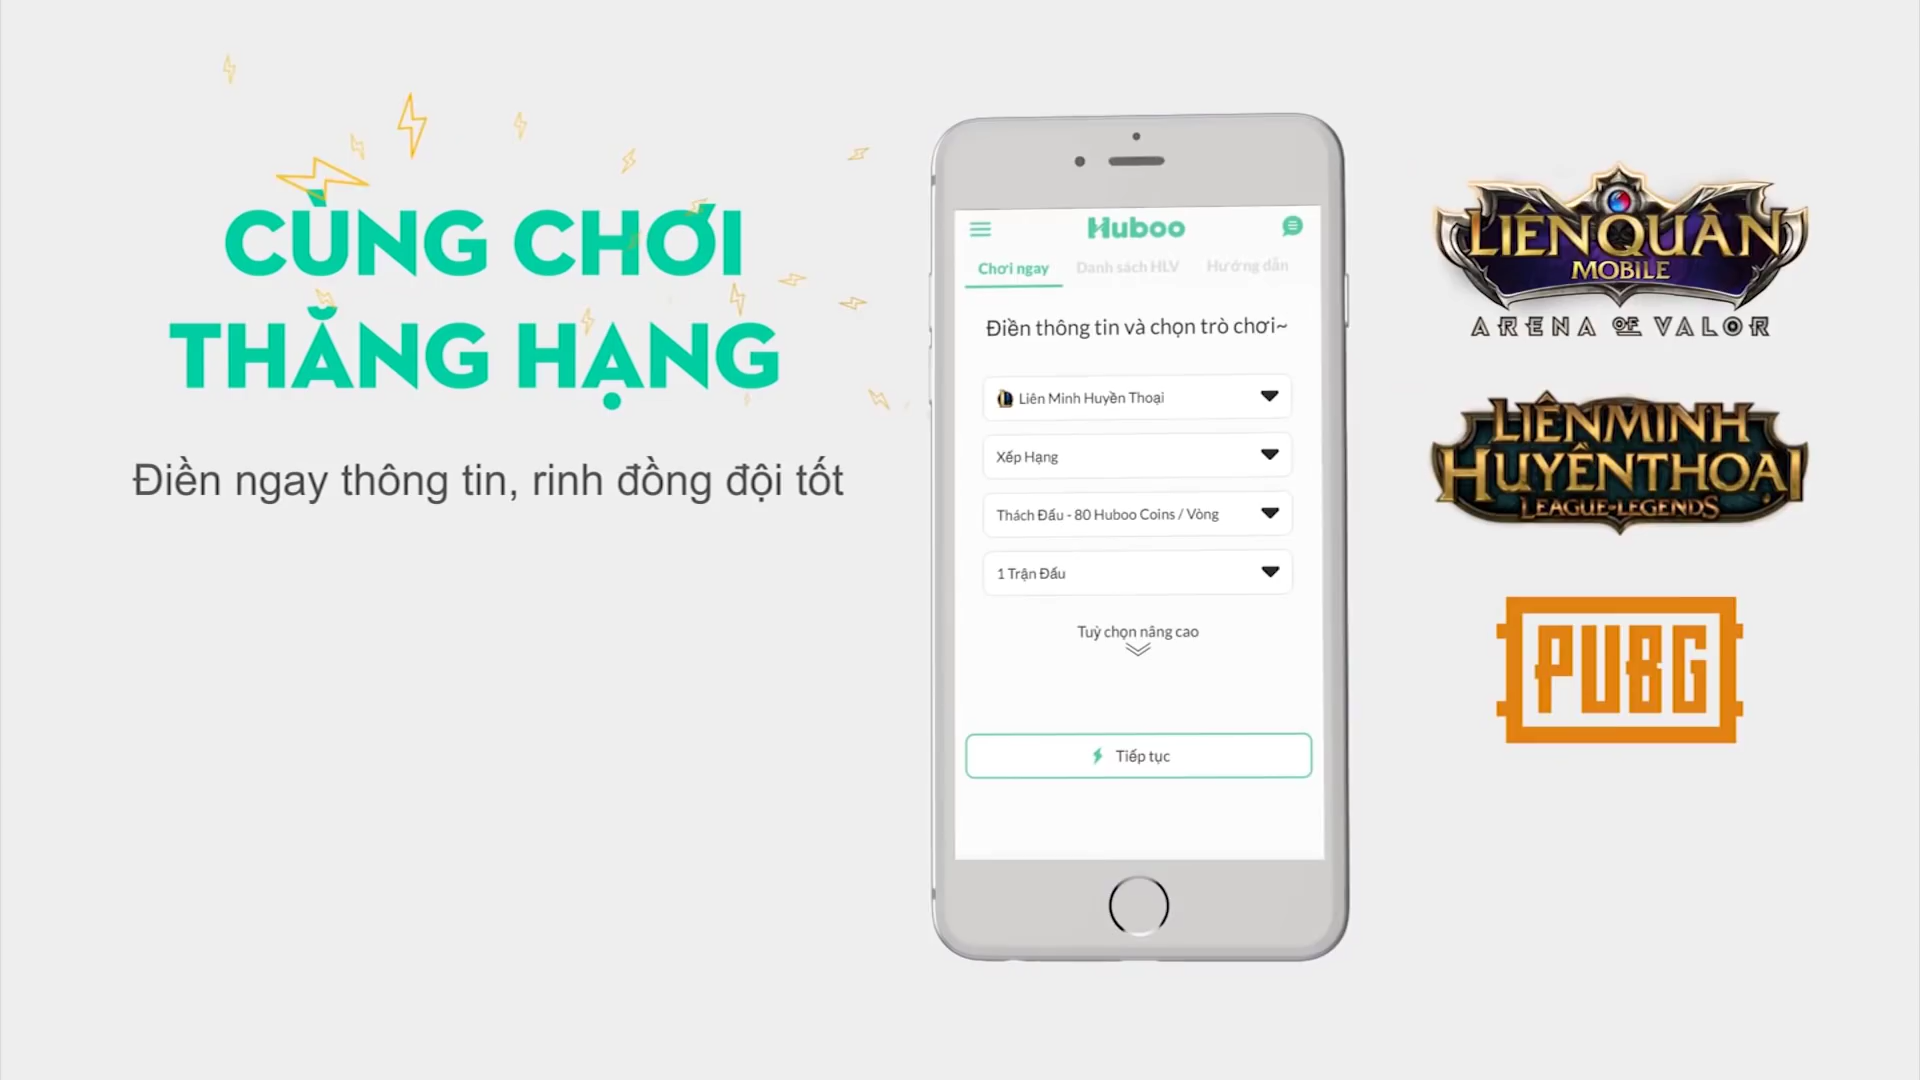 CÙNG CHƠI
THĂNG HẠNG
Điền ngay thông tin, rinh đồng đội tốt
Huboo
Chơi ngay Danh sách HLV Hướng dẫn
Điền thông tin và chọn trò chơi~
Liên Minh Huyền Thoại
Xếp Hạng
Thách Đấu - 80 Huboo Coins / Vòng
1 Trận Đấu
Tuỳ chọn nâng cao
Tiếp tục
LIÊN QUÂN
MOBILE
ARENA OF VALOR
LIÊN MINH
HUYỀN THOẠI
LEAGUE OF LEGENDS
PUBG